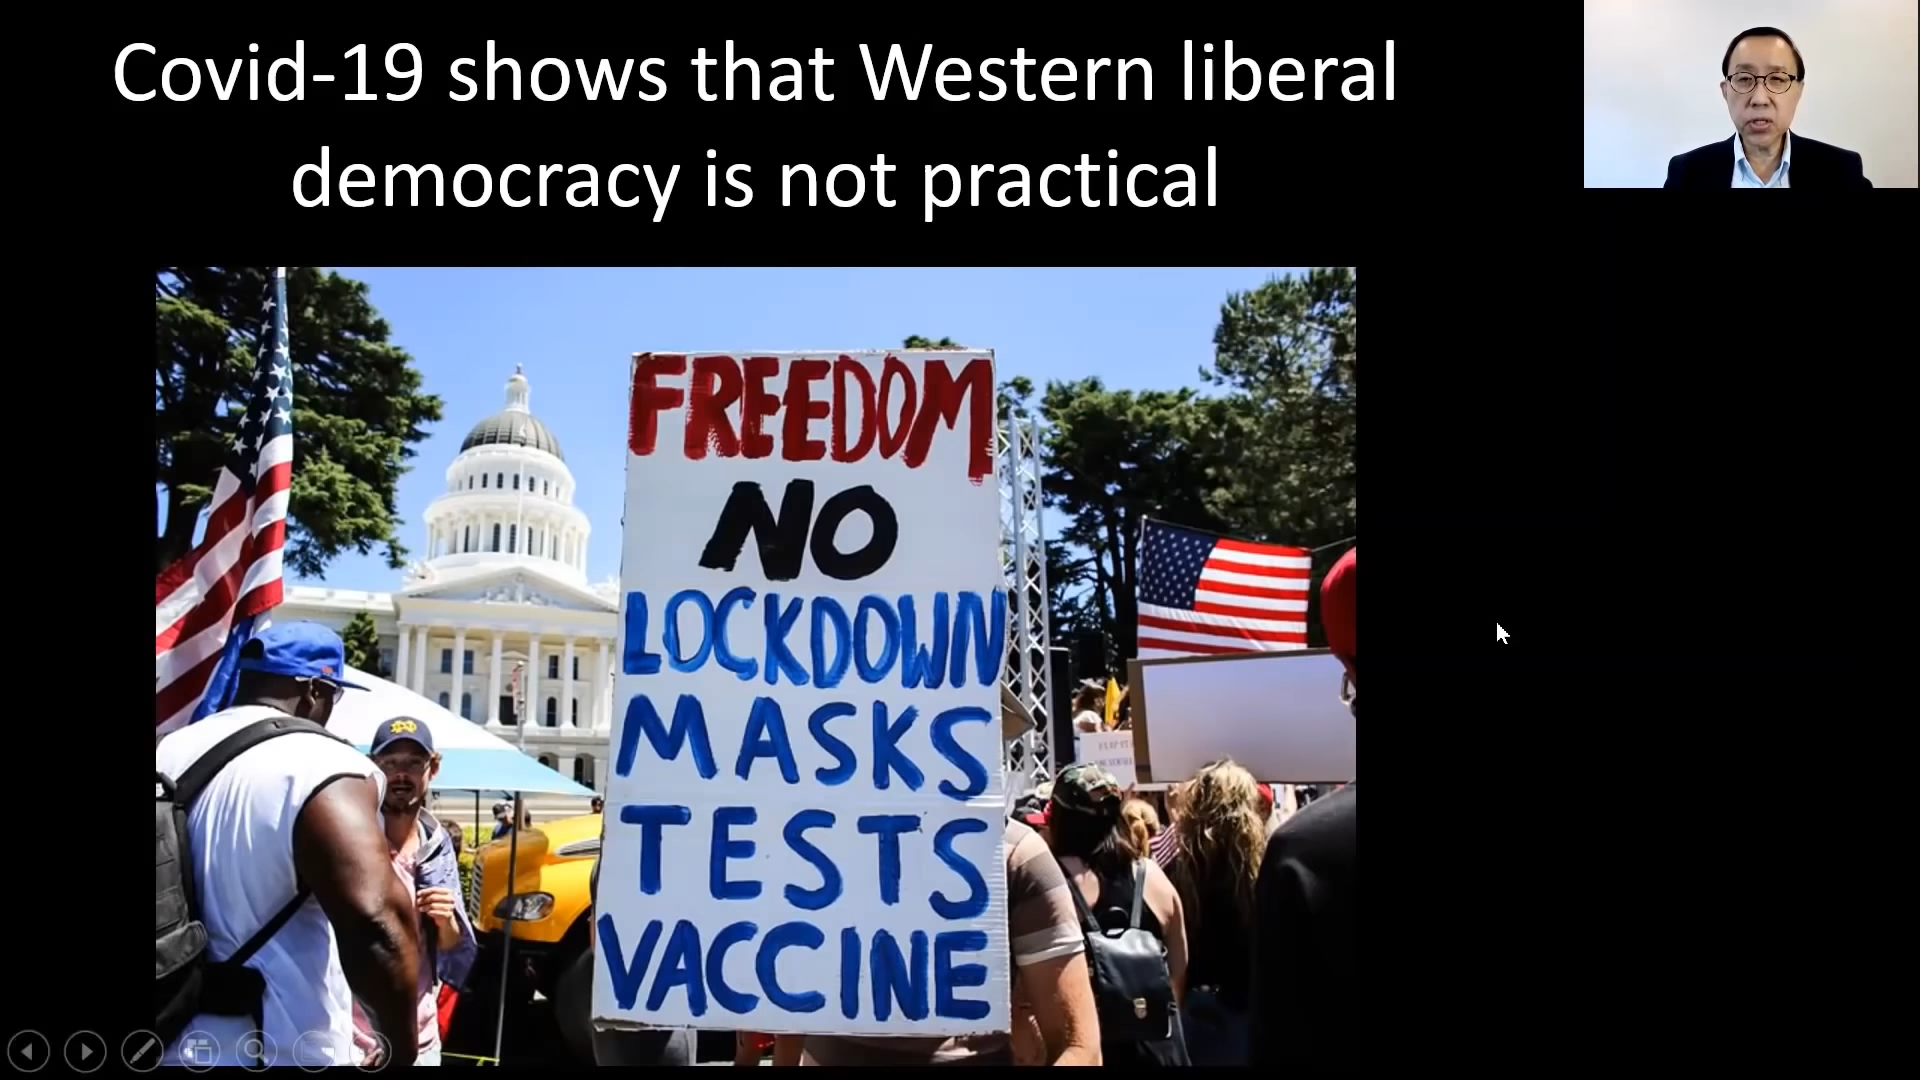 Covid-19 shows that Western liberal
democracy is not practical
FREEDOM
NO
LOCKDOWN
MASKS
TESTS
VACCINE